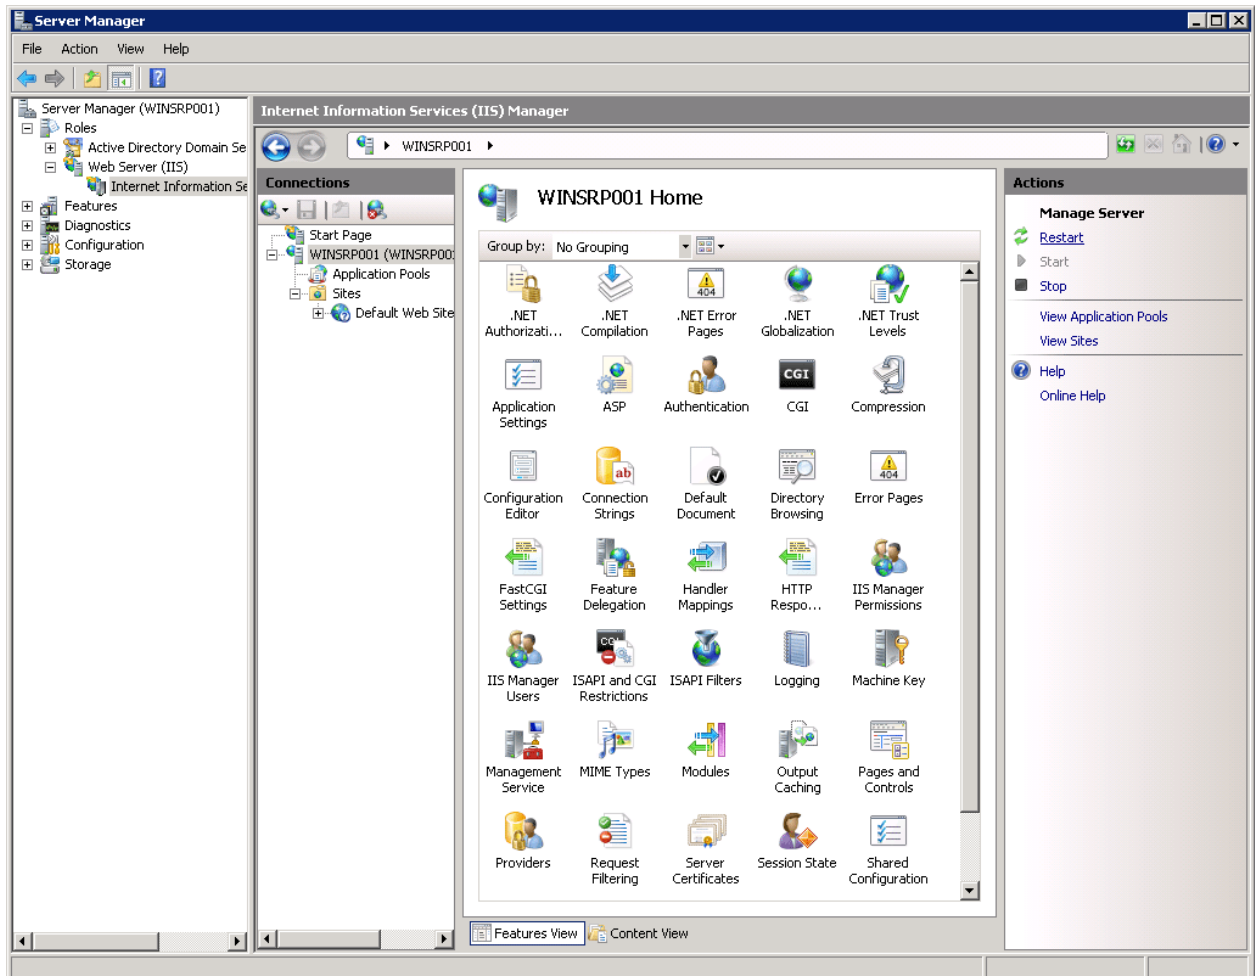 Server Manager
File Action View Help
Server Manager (WINSRP001)
Roles
Active Directory Domain Se
Web Server (IIS)
Internet Information Se
Features
Diagnostics
Configuration
Storage
Internet Information Services (IIS) Manager
WINSRP001
Connections
Start Page
WINSRP001 (WINSRP00
Application Pools
Sites
Default Web Site
WINSRP001 Home
Group by: No Grouping
.NET Authorizati...
.NET Compilation
.NET Error Pages
.NET Globalization
.NET Trust Levels
Application Settings
ASP
Authentication
CGI
CGI
Compression
Configuration Editor
ab
Connection Strings
Default Document
Directory Browsing
404
Error Pages
FastCGI Settings
Feature Delegation
Handler Mappings
HTTP Respo...
IIS Manager Permissions
IIS Manager Users
ISAPI and CGI Restrictions
ISAPI Filters
Logging
Machine Key
Management Service
MIME Types
Modules
Output Caching
Pages and Controls
Providers
Request Filtering
Server Certificates
Session State
Shared Configuration
Features View
Content View
Actions
Manage Server
Restart
Start
Stop
View Application Pools
View Sites
Help
Online Help